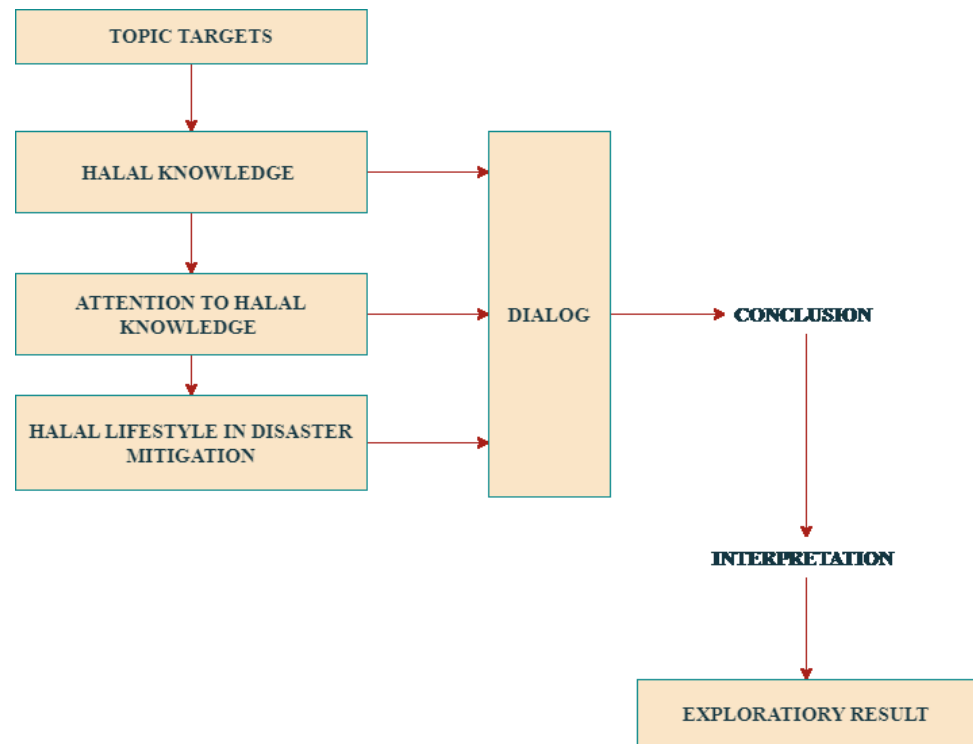 TOPIC TARGETS
HALAL KNOWLEDGE
ATTENTION TO HALAL
KNOWLEDGE
HALAL LIFESTYLE IN DISASTER
MITIGATION
DIALOG
CONCLUSION
INTERPRETATION
EXPLORATIORY RESULT